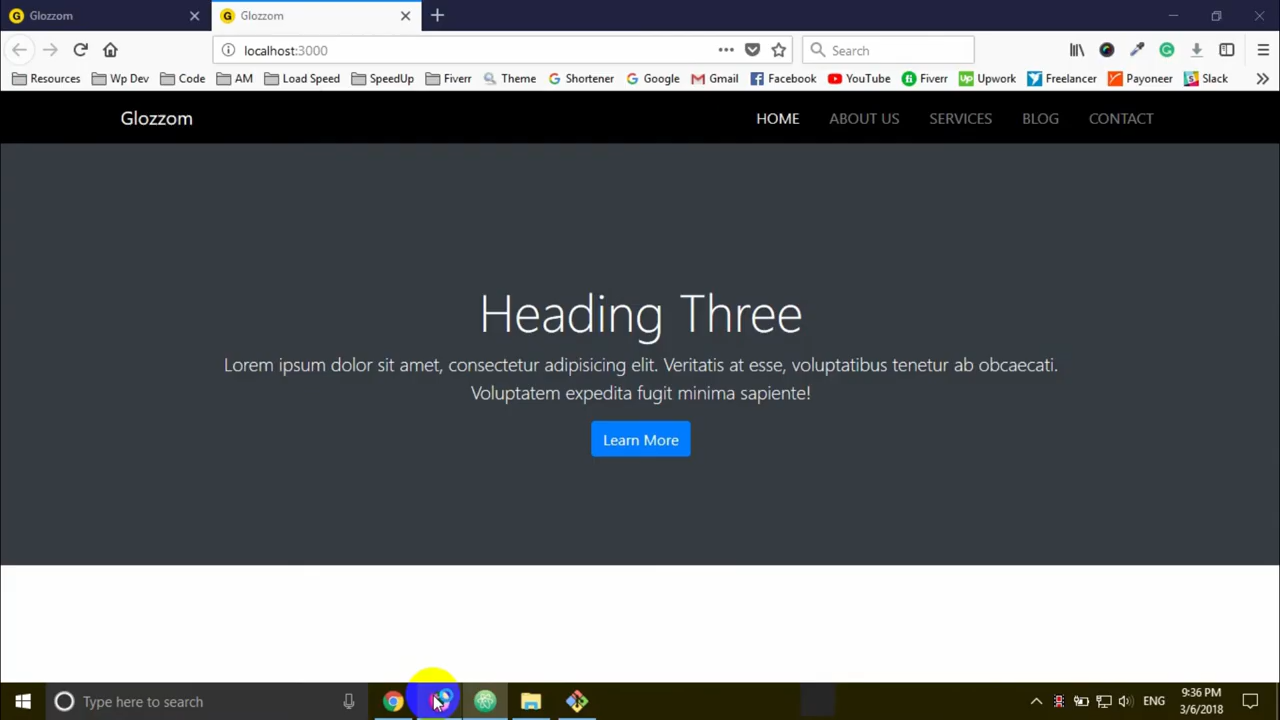 Glozzom
Glozzom
localhost:3000
Search
Resources
Wp Dev
Code
AM
Load Speed
SpeedUp
Fiverr
Theme
Shortener
Google
Gmail
Facebook
YouTube
Fiverr
Upwork
Freelancer
Payoneer
Slack
Glozzom
HOME
ABOUT US
SERVICES
BLOG
CONTACT
Heading Three
Lorem ipsum dolor sit amet, consectetur adipisicing elit. Veritatis at esse, voluptatibus tenetur ab obcaecati.
Voluptatem expedita fugit minima sapiente!
Learn More
Type here to search
ENG
9:36 PM
3/6/2018